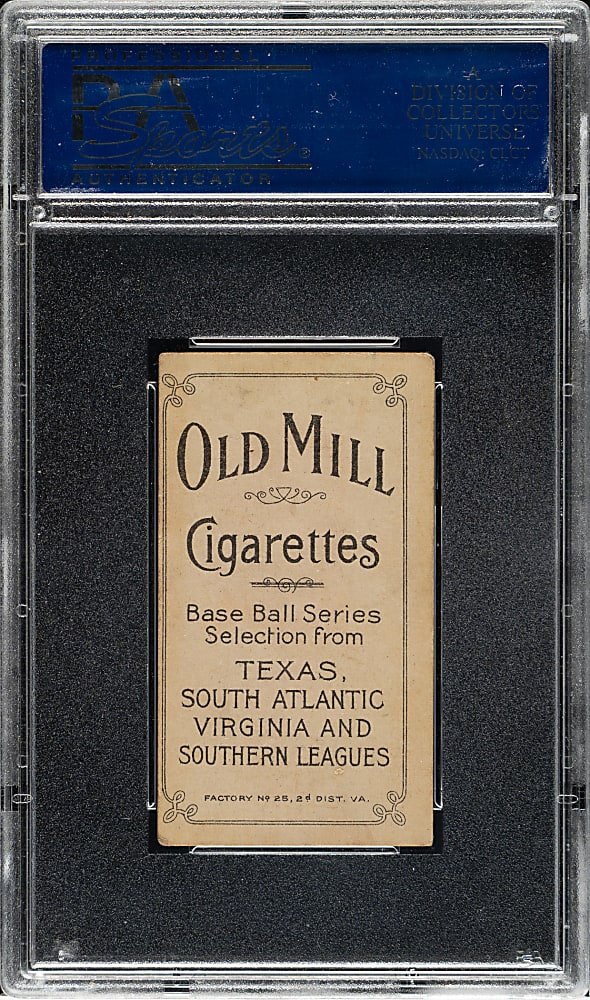 PROFESSIONAL
PSA
Sports
AUTHENTICATOR
A
DIVISION OF
COLLECTORS
UNIVERSE
NASDAQ: CLCT
OLD MILL
Cigarettes
Base Ball Series
Selection from
TEXAS,
SOUTH ATLANTIC
VIRGINIA AND
SOUTHERN LEAGUES
FACTORY Nº 25, 2d DIST. VA.
PSA